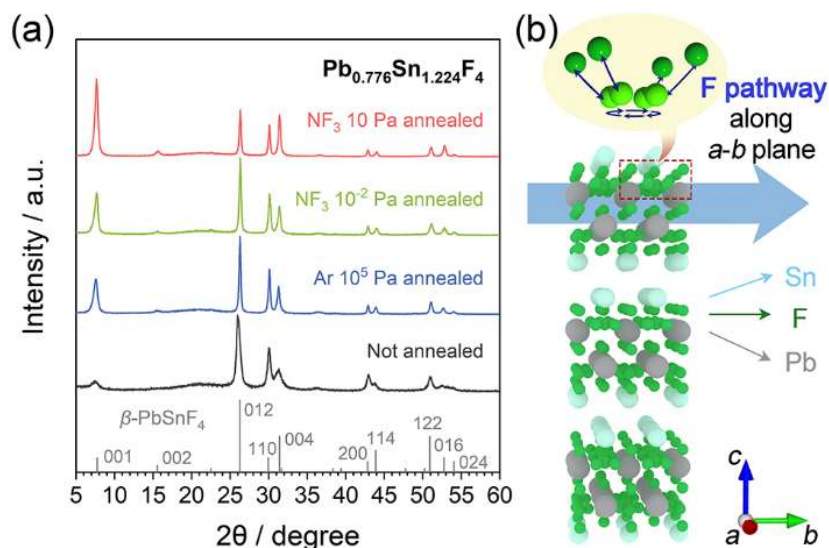 (a)
Pb0.776Sn1.224F4
NF3 10 Pa annealed
NF3 10-2 Pa annealed
Ar 105 Pa annealed
Not annealed
β-PbSnF4
001
002
012
110
004
200
114
122
016
024
5 10 15 20 25 30 35 40 45 50 55 60
2θ / degree
Intensity / a.u.
(b)
F pathway
along
a-b plane
Sn
F
Pb
c
a
b